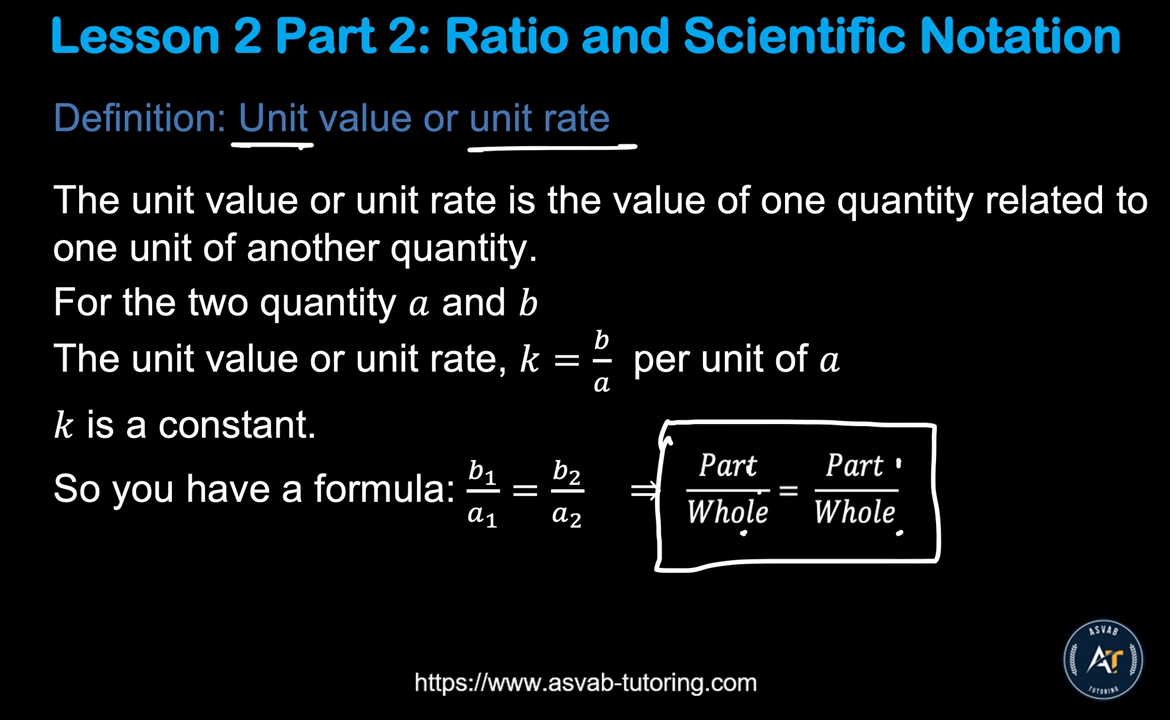 Lesson 2 Part 2: Ratio and Scientific Notation
Definition: Unit value or unit rate
The unit value or unit rate is the value of one quantity related to
one unit of another quantity.
For the two quantity a and b
The unit value or unit rate, k = b/a per unit of a
k is a constant.
So you have a formula: b₁/a₁ = b₂/a₂ ⇒ Part/Whole = Part/Whole
ASVAB
AT
TUTORING
https://www.asvab-tutoring.com